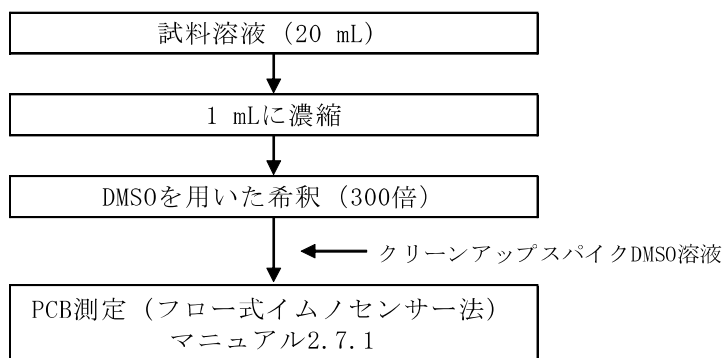 試料溶液（20 mL）
1 mLに濃縮
DMSOを用いた希釈（300倍）
クリーンアップスパイクDMSO溶液
PCB測定（フロー式イムノセンサー法）
マニュアル2.7.1